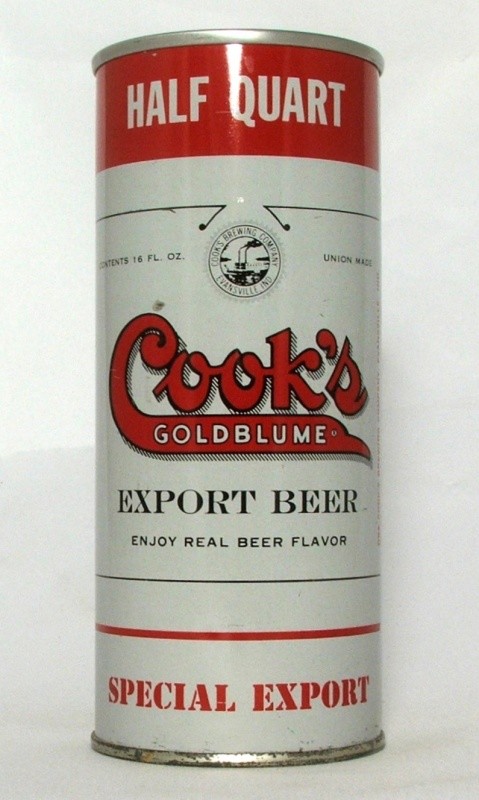 HALF QUART
COOK'S BREWING COMPANY
EVANSVILLE IND
CONTENTS 16 FL. OZ.
UNION MADE
Cook's
GOLDBLUME
EXPORT BEER
ENJOY REAL BEER FLAVOR
SPECIAL EXPORT